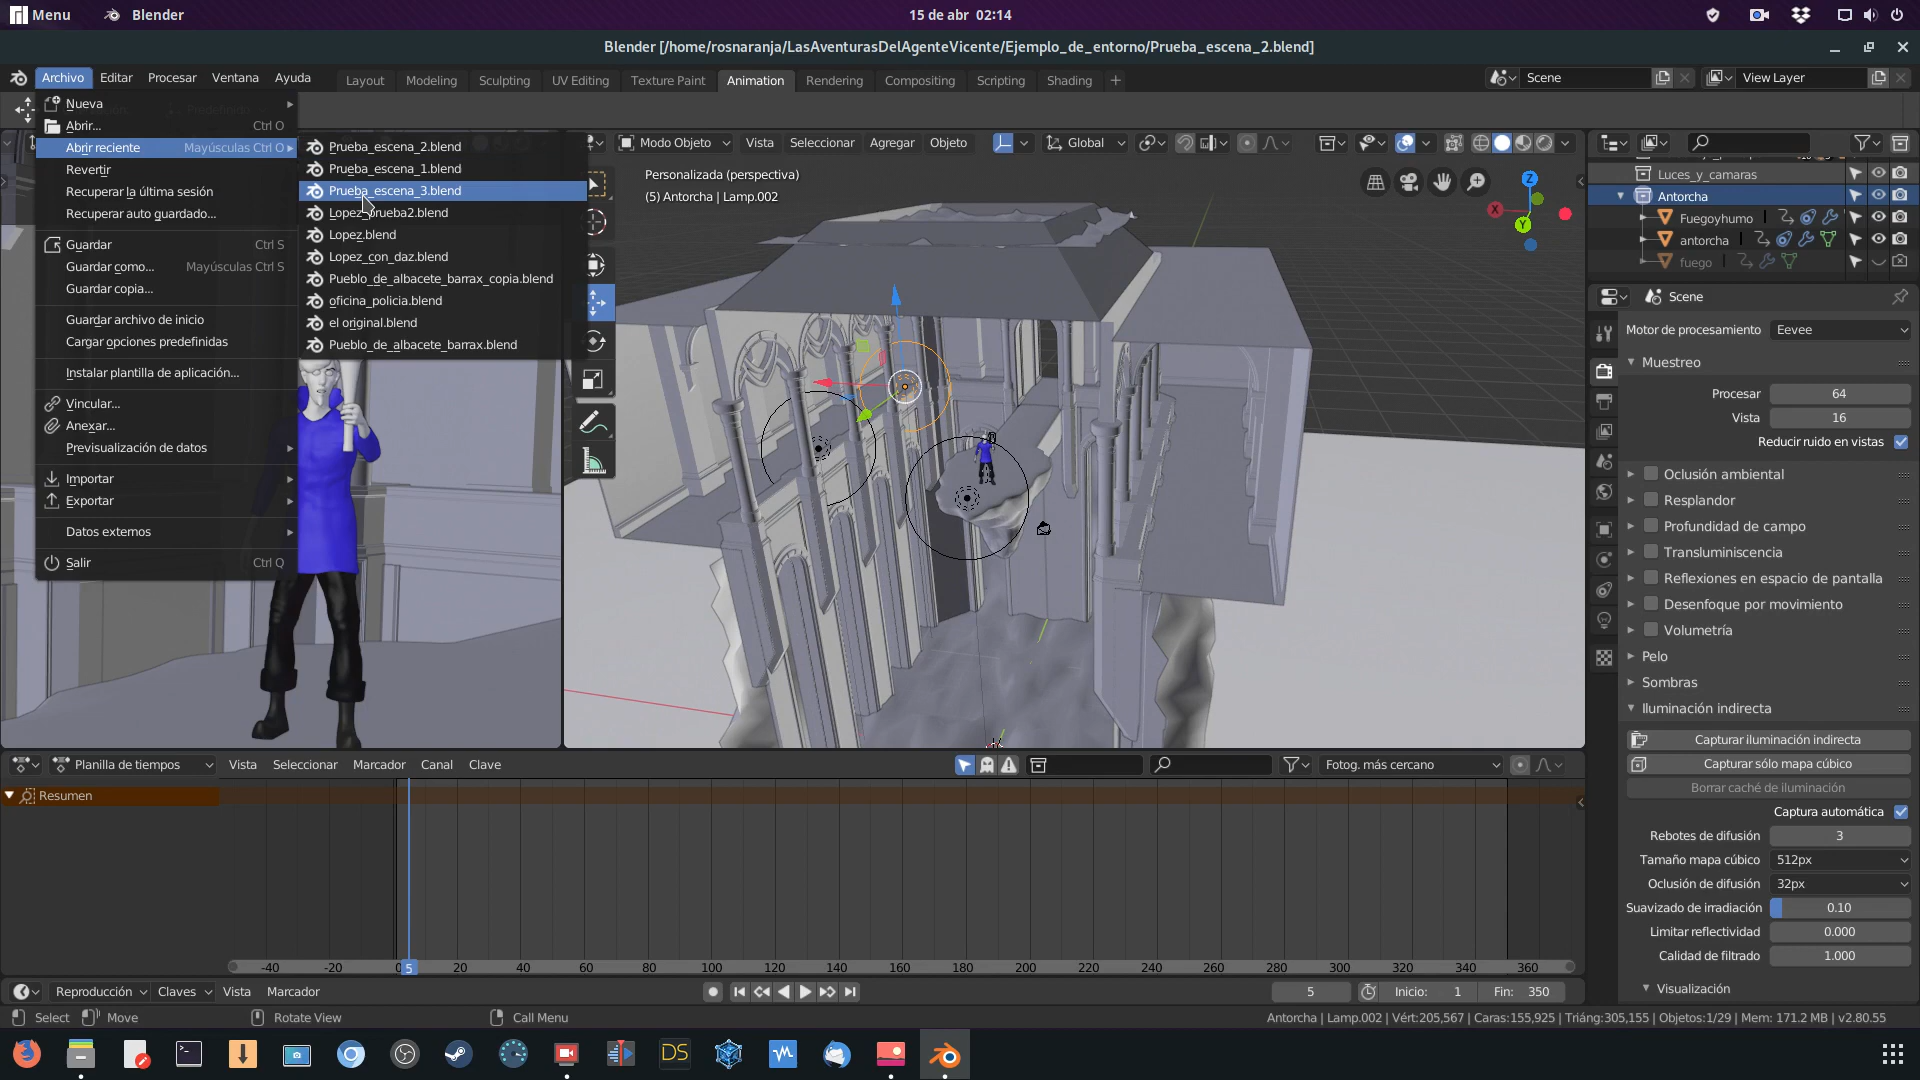 Menu Blender 15 de abr 02:14
Blender [/home/rosnaranja/LasAventurasDelAgenteVicente/Ejemplo_de_entorno/Prueba_escena_2.blend]
Archivo Editar Procesar Ventana Ayuda Layout Modeling Sculpting UV Editing Texture Paint Animation Rendering Compositing Scripting Shading + Scene View Layer
Nueva
Abrir... Ctrl O
Abrir reciente Mayúsculas Ctrl O
Revertir
Recuperar la última sesión
Recuperar auto guardado...
Guardar Ctrl S
Guardar como... Mayúsculas Ctrl S
Guardar copia...
Guardar archivo de inicio
Cargar opciones predefinidas
Instalar plantilla de aplicación...
Vincular...
Anexar...
Previsualización de datos
Importar
Exportar
Datos externos
Salir Ctrl Q
Prueba_escena_2.blend
Prueba_escena_1.blend
Prueba_escena_3.blend
Lopez_prueba2.blend
Lopez.blend
Lopez_con_daz.blend
Pueblo_de_albacete_barrax_copia.blend
oficina_policia.blend
el original.blend
Pueblo_de_albacete_barrax.blend
Modo Objeto Vista Seleccionar Agregar Objeto Global
Personalizada (perspectiva)
(5) Antorcha | Lamp.002
Z
X
Y
Luces_y_camaras
Antorcha
Fuegoyhumo
antorcha
fuego
Scene
Motor de procesamiento Eevee
Muestreo
Procesar 64
Vista 16
Reducir ruido en vistas
Oclusión ambiental
Resplandor
Profundidad de campo
Transluminiscencia
Reflexiones en espacio de pantalla
Desenfoque por movimiento
Volumetría
Pelo
Sombras
Iluminación indirecta
Capturar iluminación indirecta
Capturar sólo mapa cúbico
Borrar caché de iluminación
Captura automática
Rebotes de difusión 3
Tamaño mapa cúbico 512px
Oclusión de difusión 32px
Suavizado de irradiación 0.10
Limitar reflectividad 0.000
Calidad de filtrado 1.000
Visualización
Planilla de tiempos Vista Seleccionar Marcador Canal Clave Fotog. más cercano
Resumen
-40 -20 0 5 20 40 60 80 100 120 140 160 180 200 220 240 260 280 300 320 340 360
Reproducción Claves Vista Marcador 5 Inicio: 1 Fin: 350
Select Move Rotate View Call Menu Antorcha | Lamp.002 | Vért:205,567 | Caras:155,925 | Triáng:305,155 | Objetos:1/29 | Mem: 171.2 MB | v2.80.55
DS